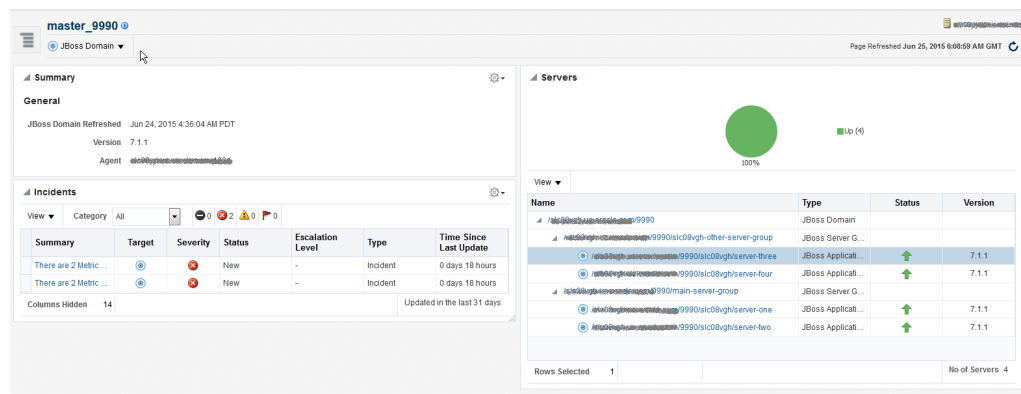 master_9990
JBoss Domain
Page Refreshed Jun 25, 2015 6:08:59 AM GMT
Summary
General
JBoss Domain Refreshed Jun 24, 2015 4:36:04 AM PDT
Version 7.1.1
Agent
Incidents
View Category All 0 2 0 0
Summary Target Severity Status Escalation Level Type Time Since Last Update
There are 2 Metric ... New - Incident 0 days 18 hours
There are 2 Metric ... New - Incident 0 days 18 hours
Columns Hidden 14 Updated in the last 31 days
Servers
Up (4)
100%
View
Name Type Status Version
/9990 JBoss Domain
/9990/slc08vgh-other-server-group JBoss Server G...
/9990/slc08vgh/server-three JBoss Applicati... 7.1.1
/9990/slc08vgh/server-four JBoss Applicati... 7.1.1
9990/main-server-group JBoss Server G...
/9990/slc08vgh/server-one JBoss Applicati... 7.1.1
/9990/slc08vgh/server-two JBoss Applicati... 7.1.1
Rows Selected 1 No of Servers 4